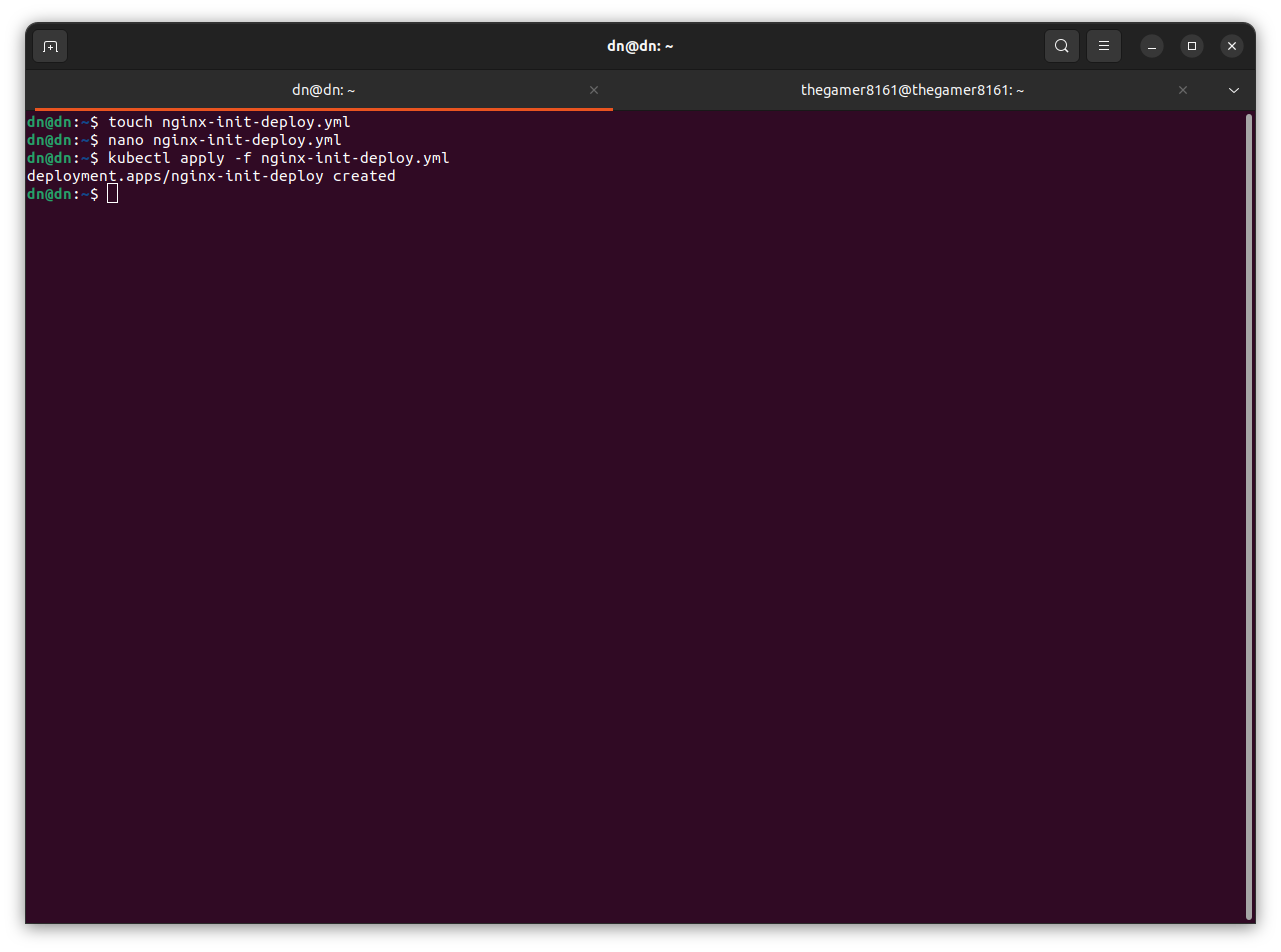 dn@dn: ~
dn@dn: ~
thegamer8161@thegamer8161: ~
dn@dn:~$ touch nginx-init-deploy.yml
dn@dn:~$ nano nginx-init-deploy.yml
dn@dn:~$ kubectl apply -f nginx-init-deploy.yml
deployment.apps/nginx-init-deploy created
dn@dn:~$